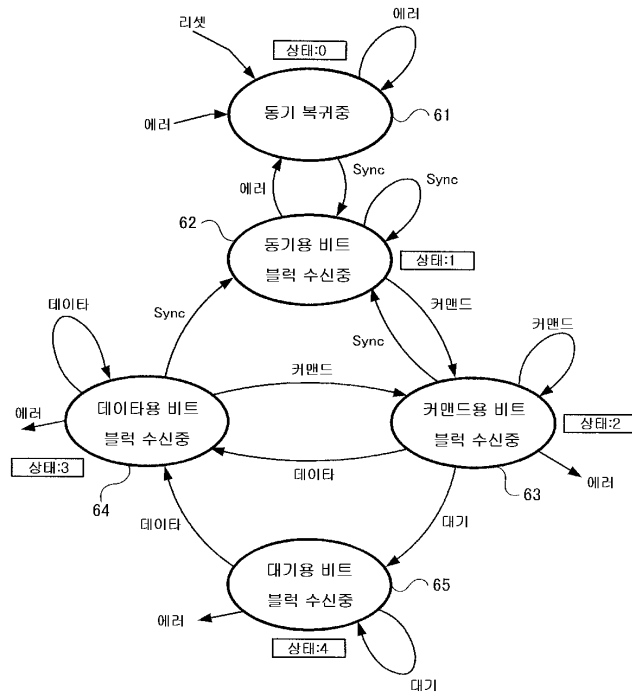 리셋
상태:0
에러
에러
동기 복귀중
61
에러
Sync
Sync
62
동기용 비트
블럭 수신중
상태:1
데이타
Sync
Sync
커맨드
커맨드
커맨드
에러
데이타용 비트
블럭 수신중
커맨드용 비트
블럭 수신중
상태:2
상태:3
64
데이타
63
에러
데이타
대기
대기용 비트
블럭 수신중
65
에러
상태:4
대기